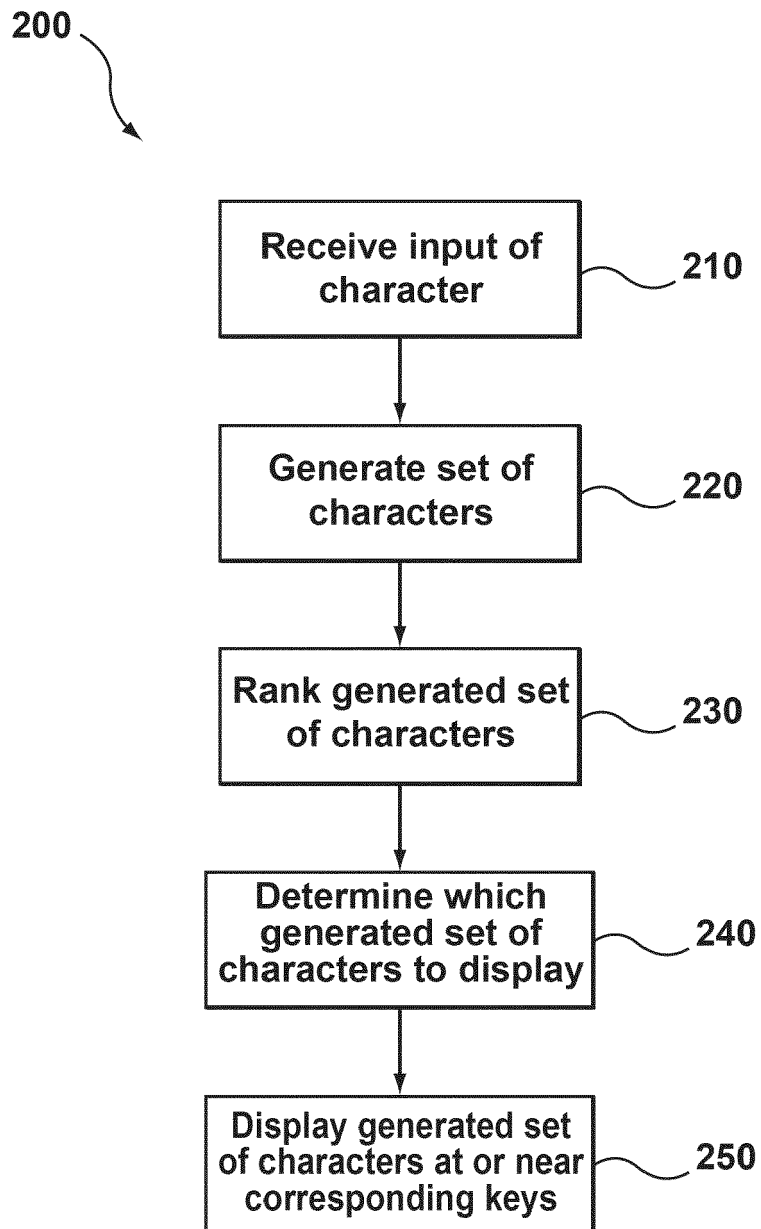 200
Receive input of
character
210
Generate set of
characters
220
Rank generated set
of characters
230
Determine which
generated set of
characters to display
240
Display generated set
of characters at or near
corresponding keys
250